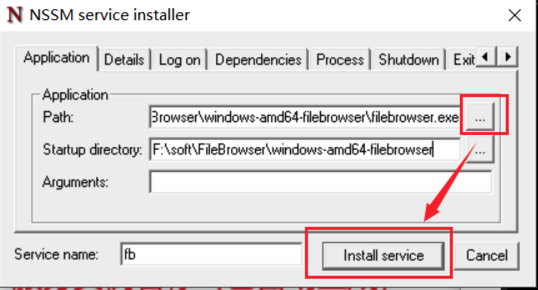 NSSM service installer
Application Details Log on Dependencies Process Shutdown Exit
Application
Path: Browser\windows-amd64-filebrowser\filebrowser.exe ...
Startup directory: F:\soft\FileBrowser\windows-amd64-filebrowser ...
Arguments:
Service name: fb Install service Cancel